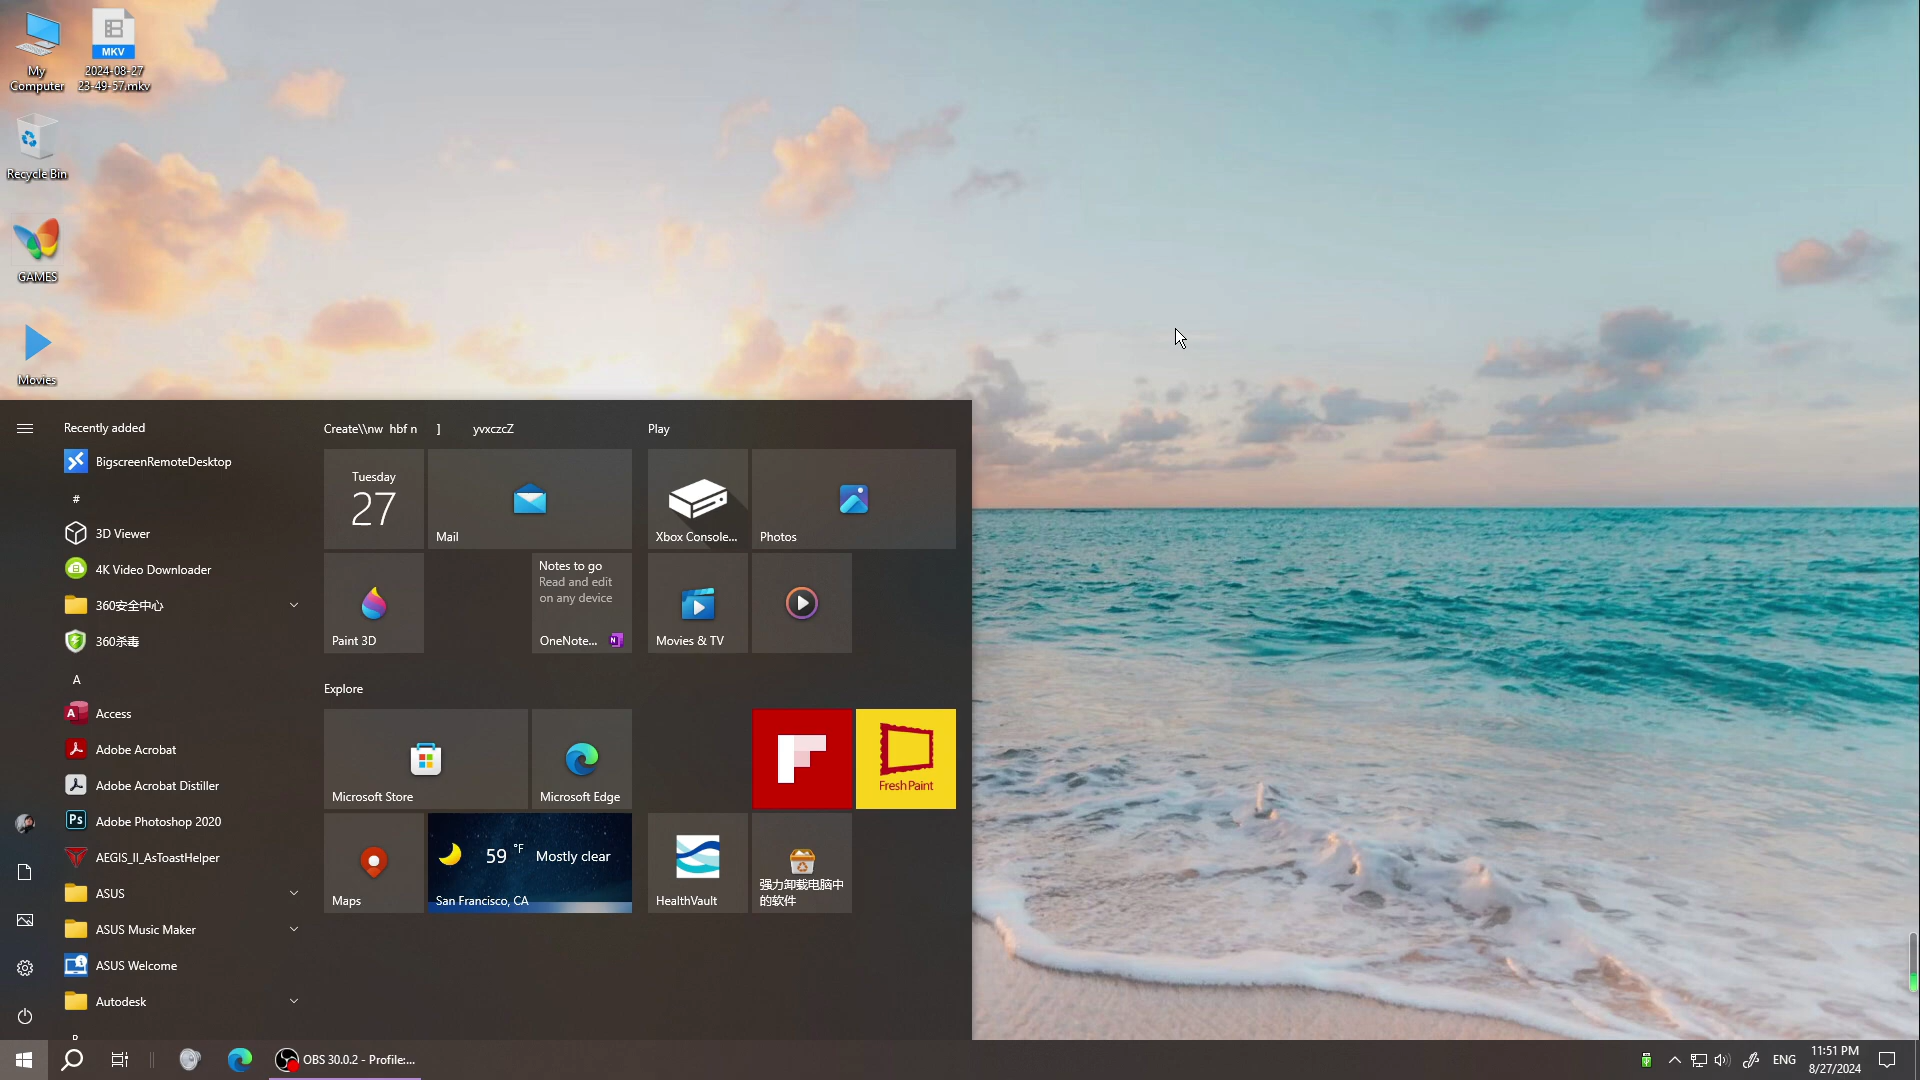 My
Computer
MKV
2024-08-27
23-49-57.mkv
Recycle Bin
GAMES
Movies
Recently added
BigscreenRemoteDesktop
#
3D Viewer
4K Video Downloader
360安全中心
360杀毒
A
Access
Adobe Acrobat
Adobe Acrobat Distiller
Ps
Adobe Photoshop 2020
AEGIS_II_AsToastHelper
ASUS
ASUS Music Maker
ASUS Welcome
Autodesk
Create\\nw hbf n ] yvxczcZ
Tuesday
27
Mail
Paint 3D
Notes to go
Read and edit
on any device
OneNote...
Explore
Microsoft Store
Microsoft Edge
Maps
59 °F Mostly clear
San Francisco, CA
Play
Xbox Console...
Photos
Movies & TV
Fresh Paint
HealthVault
强力卸载电脑中
的软件
OBS 30.0.2 - Profile:...
ENG
11:51 PM
8/27/2024